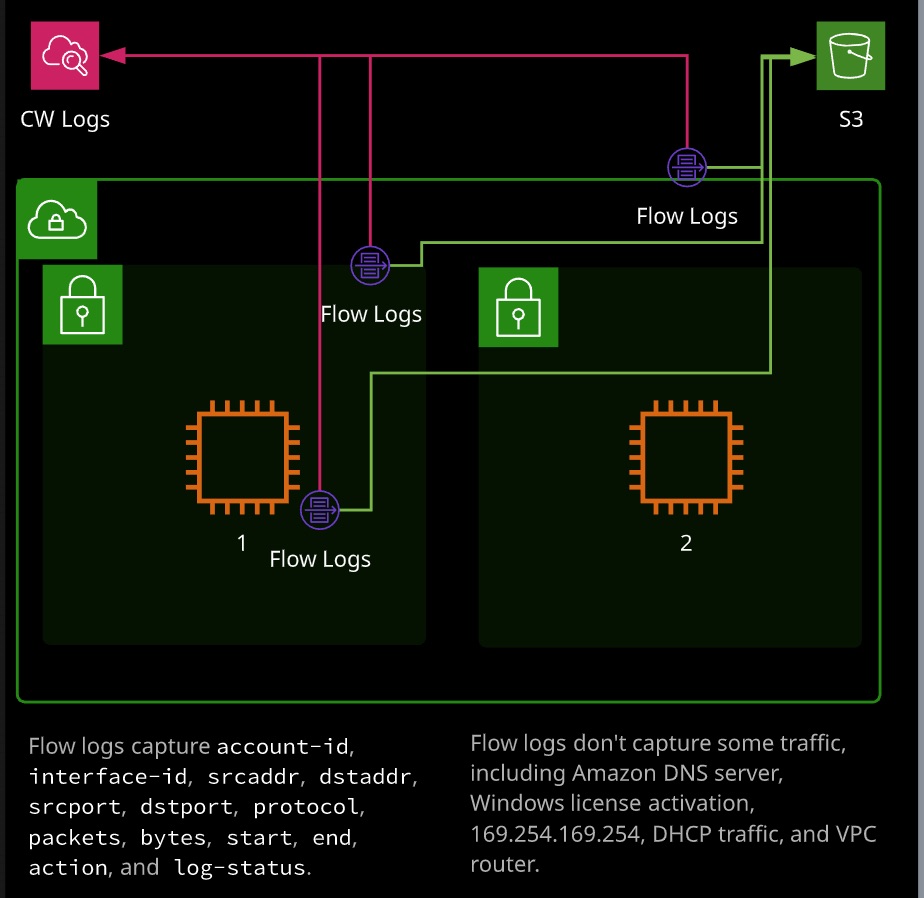 CW Logs
S3
Flow Logs
Flow Logs
1
Flow Logs
2
Flow logs capture account-id,
interface-id, srcaddr, dstaddr,
srcport, dstport, protocol,
packets, bytes, start, end,
action, and log-status.
Flow logs don't capture some traffic,
including Amazon DNS server,
Windows license activation,
169.254.169.254, DHCP traffic, and VPC
router.